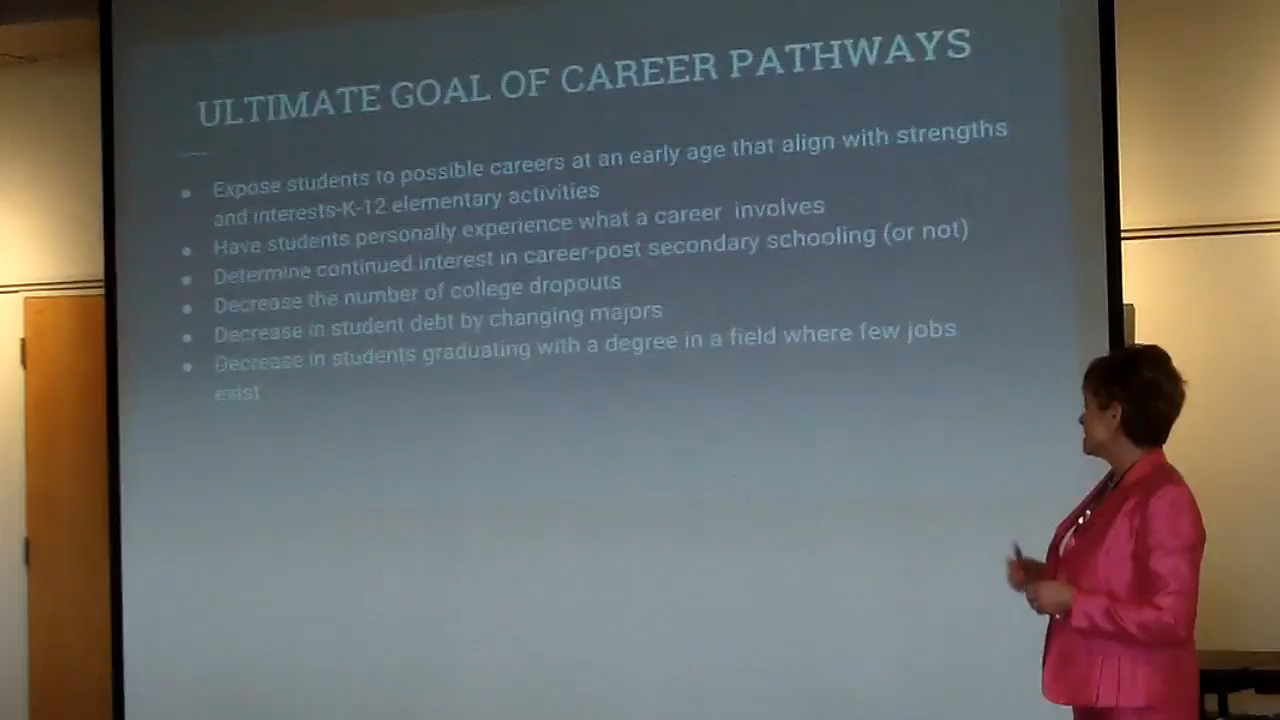 ULTIMATE GOAL OF CAREER PATHWAYS
● Expose students to possible careers at an early age that align with strengths
and interests-K-12 elementary activities
● Have students personally experience what a career involves
● Determine continued interest in career-post secondary schooling (or not)
● Decrease the number of college dropouts
● Decrease in student debt by changing majors
● Decrease in students graduating with a degree in a field where few jobs
exist